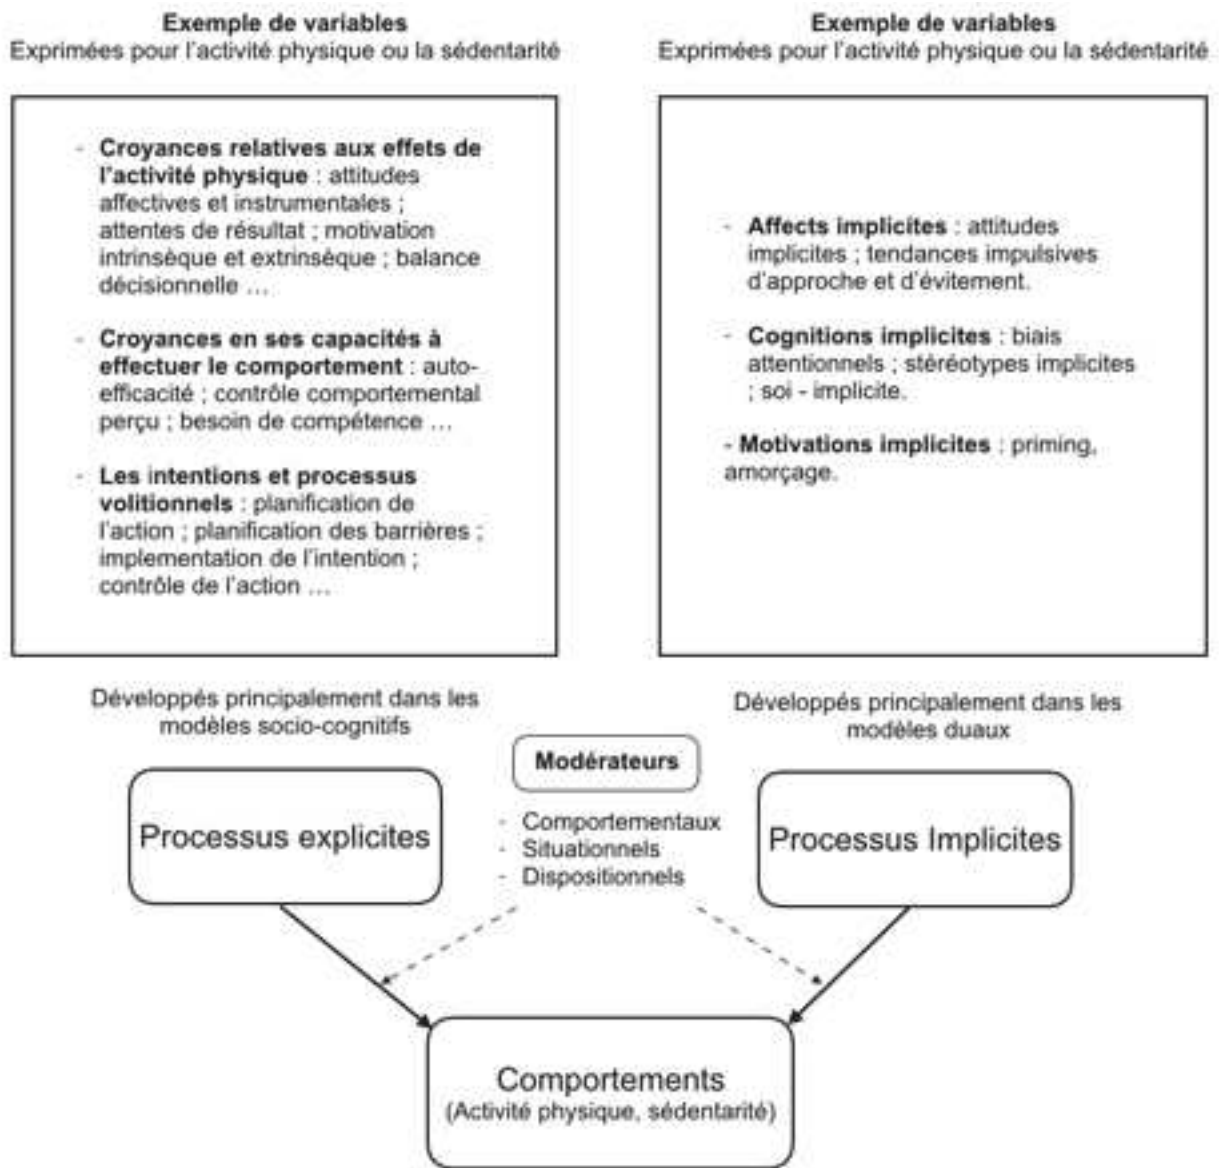 Exemple de variables
Exprimées pour l'activité physique ou la sédentarité
- Croyances relatives aux effets de
l'activité physique : attitudes
affectives et instrumentales ;
attentes de résultat ; motivation
intrinsèque et extrinsèque ; balance
décisionnelle ...
- Croyances en ses capacités à
effectuer le comportement : auto-
efficacité ; contrôle comportemental
perçu ; besoin de compétence ...
- Les intentions et processus
volitionnels : planification de
l'action ; planification des barrières ;
implementation de l'intention ;
contrôle de l'action ...
Exemple de variables
Exprimées pour l'activité physique ou la sédentarité
- Affects implicites : attitudes
implicites ; tendances impulsives
d'approche et d'évitement.
- Cognitions implicites : biais
attentionnels ; stéréotypes implicites
; soi - implicite.
- Motivations implicites : priming,
amorçage.
Développés principalement dans les
modèles socio-cognitifs
Développés principalement dans les
modèles duaux
Modérateurs
- Comportementaux
- Situationnels
- Dispositionnels
Processus explicites
Processus Implicites
Comportements
(Activité physique, sédentarité)